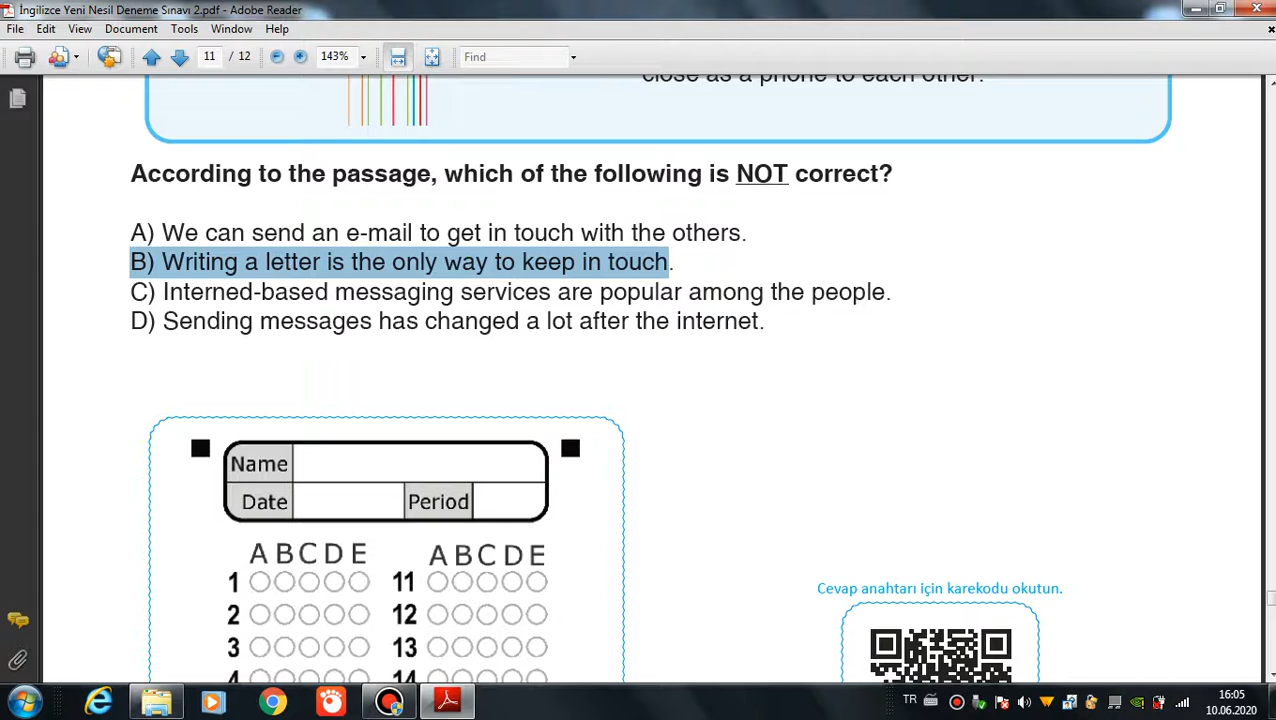 İngilizce Yeni Nesil Deneme Sınavı 2.pdf - Adobe Reader
File Edit View Document Tools Window Help
11 / 12 143% Find
close as a phone to each other.
According to the passage, which of the following is NOT correct?
A) We can send an e-mail to get in touch with the others.
B) Writing a letter is the only way to keep in touch.
C) Interned-based messaging services are popular among the people.
D) Sending messages has changed a lot after the internet.
Name
Date Period
A B C D E A B C D E
1 11
2 12
3 13
4 14
Cevap anahtarı için karekodu okutun.
TR 16:05
10.06.2020